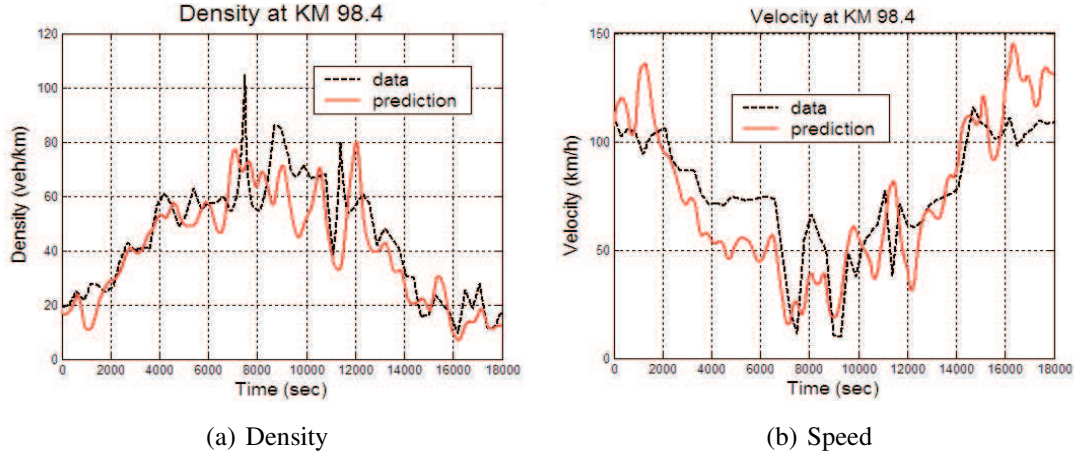 Density at KM 98.4
120
100
80
60
40
20
0
Density (veh/km)
data
prediction
0 2000 4000 6000 8000 10000 12000 14000 16000 18000
Time (sec)
(a) Density
Velocity at KM 98.4
150
100
50
0
Velocity (km/h)
data
prediction
0 2000 4000 6000 8000 10000 12000 14000 16000 18000
Time (sec)
(b) Speed